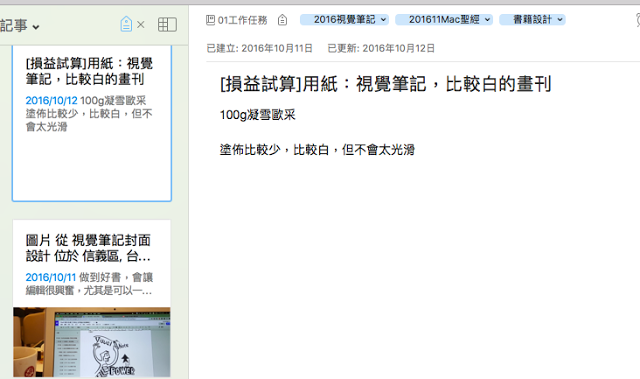 記事
[損益試算]用紙：視覺
筆記，比較白的畫刊
2016/10/12 100g凝雪歐采
塗佈比較少，比較白，但不
會太光滑
圖片 從 視覺筆記封面
設計 位於 信義區, 台...
2016/10/11 做到好書，會讓
編輯很興奮，尤其是可以一...
POWER
01工作任務
2016視覺筆記
201611Mac聖經
書籍設計
已建立: 2016年10月11日
已更新: 2016年10月12日
[損益試算]用紙：視覺筆記，比較白的畫刊
100g凝雪歐采
塗佈比較少，比較白，但不會太光滑